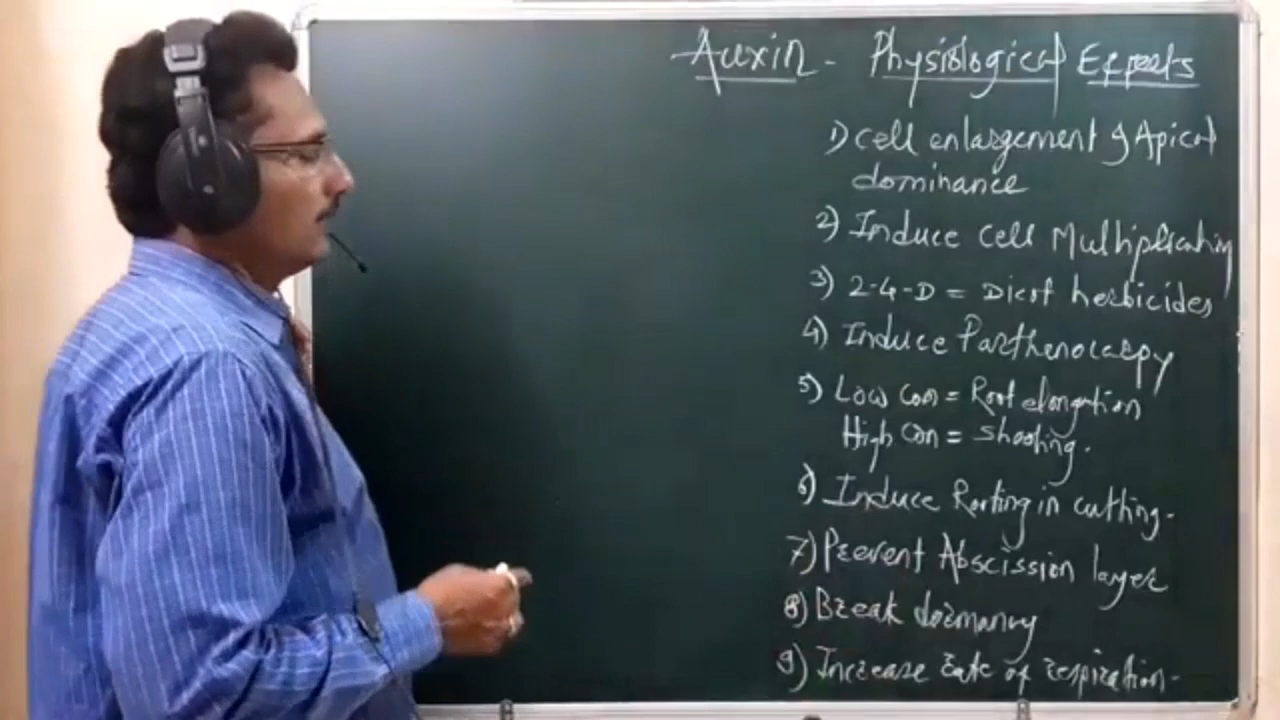 Auxin - Physiological Effects
1) Cell enlargement & Apical
dominance
2) Induce Cell Multiplication
3) 2-4-D = Dicot herbicides
4) Induce Parthenocarpy
5) Low Con = Root elongation
High Con = Shooting.
6) Induce Rooting in cutting.
7) Prevent Abscission layer
8) Break dormancy
9) Increase rate of respiration.